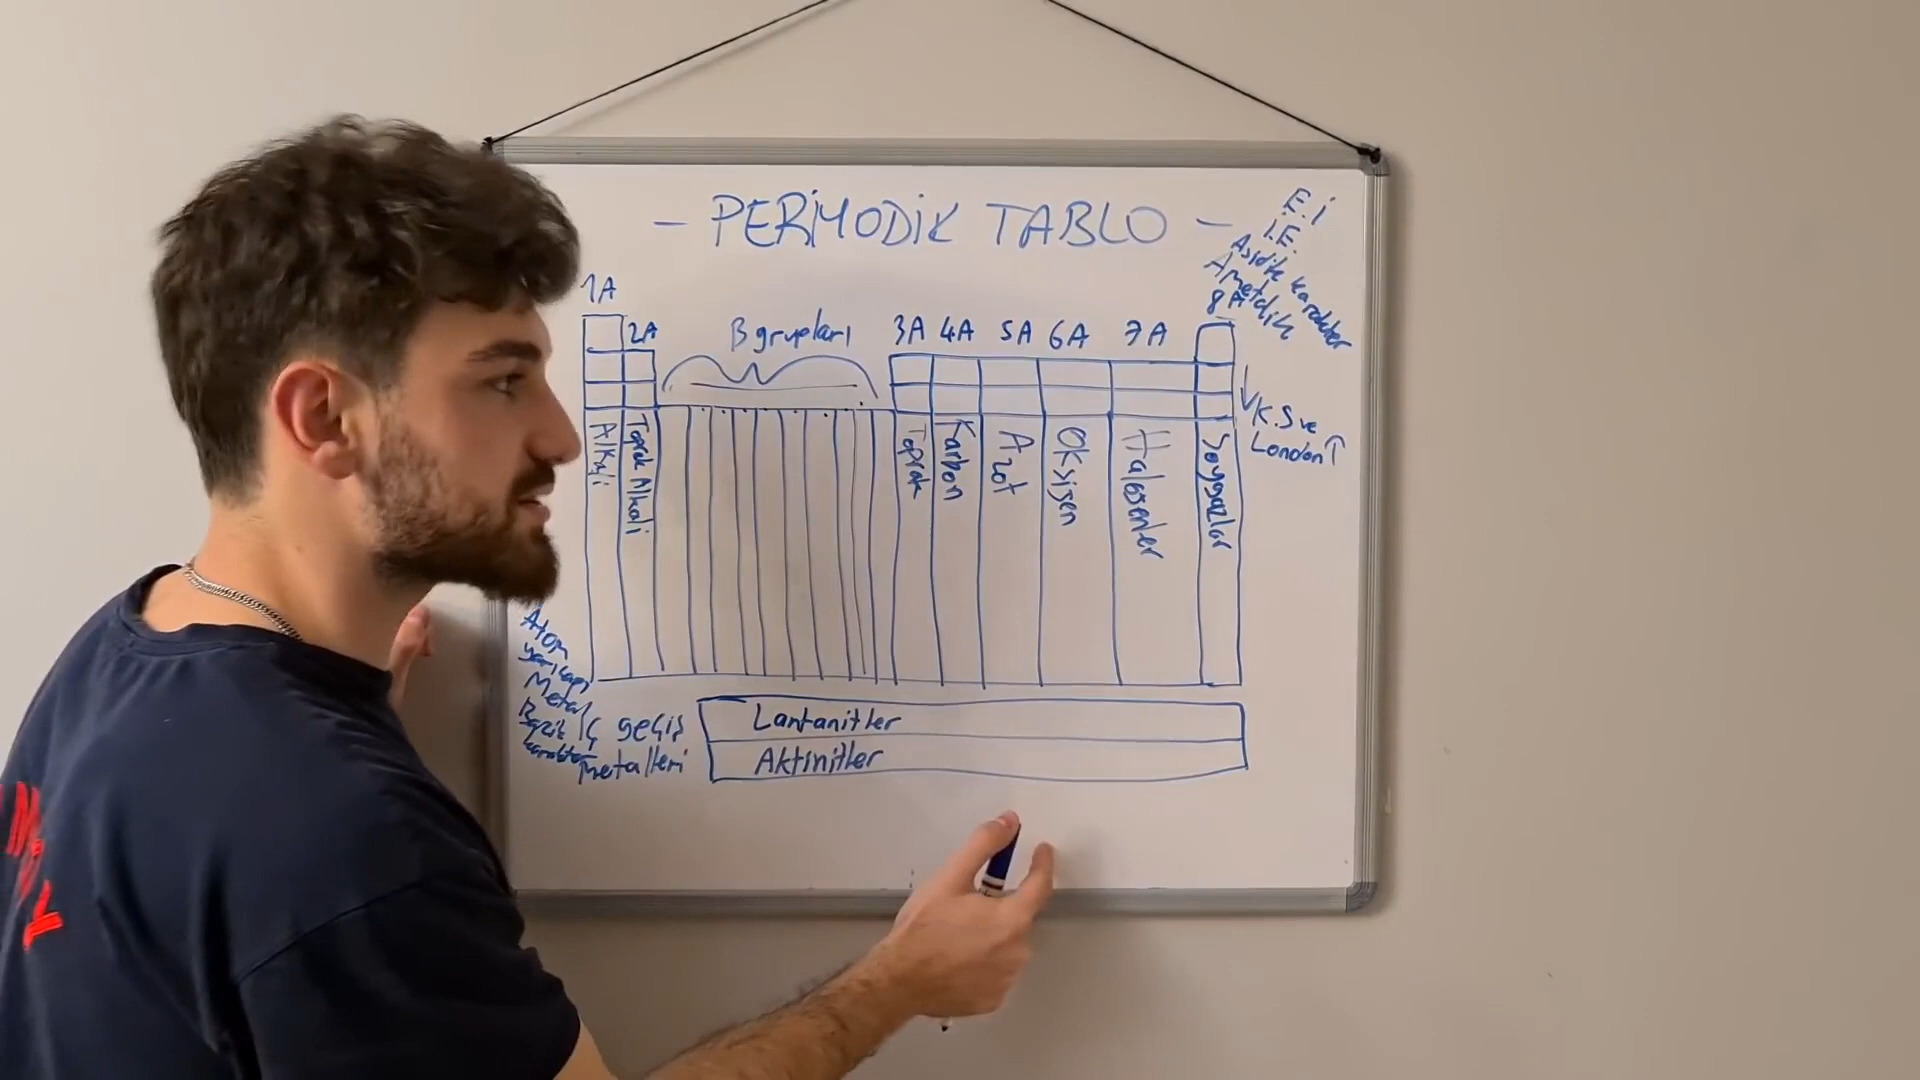 - PERİYODİK TABLO -
E.İ
İ.E.
Asidik karakter
Ametalik
1A
2A
B grupları
3A 4A 5A 6A 7A
8A
K.S ve
London ↑
Alkali
Toprak Alkali
Toprak
Karbon
Azot
Oksijen
Halojenler
Soygazlar
Atom
yarıçapı
Metal
Bazik
karakter
İç geçiş
metalleri
Lantanitler
Aktinitler